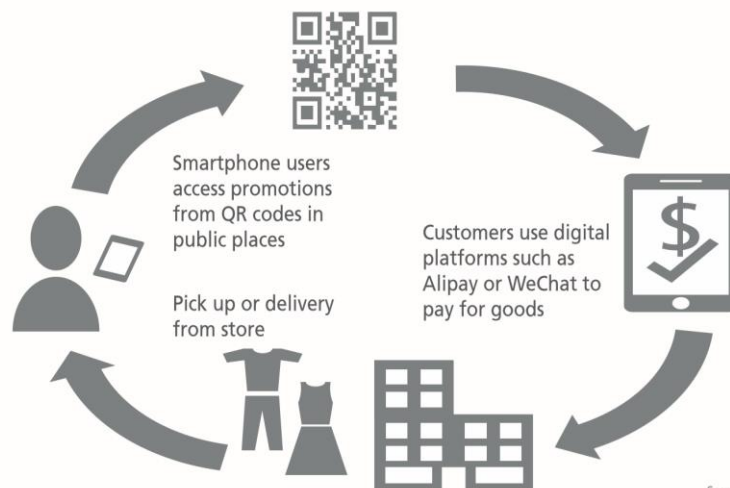 Smartphone users
access promotions
from QR codes in
public places
Customers use digital
platforms such as
Alipay or WeChat to
pay for goods
Pick up or delivery
from store
$